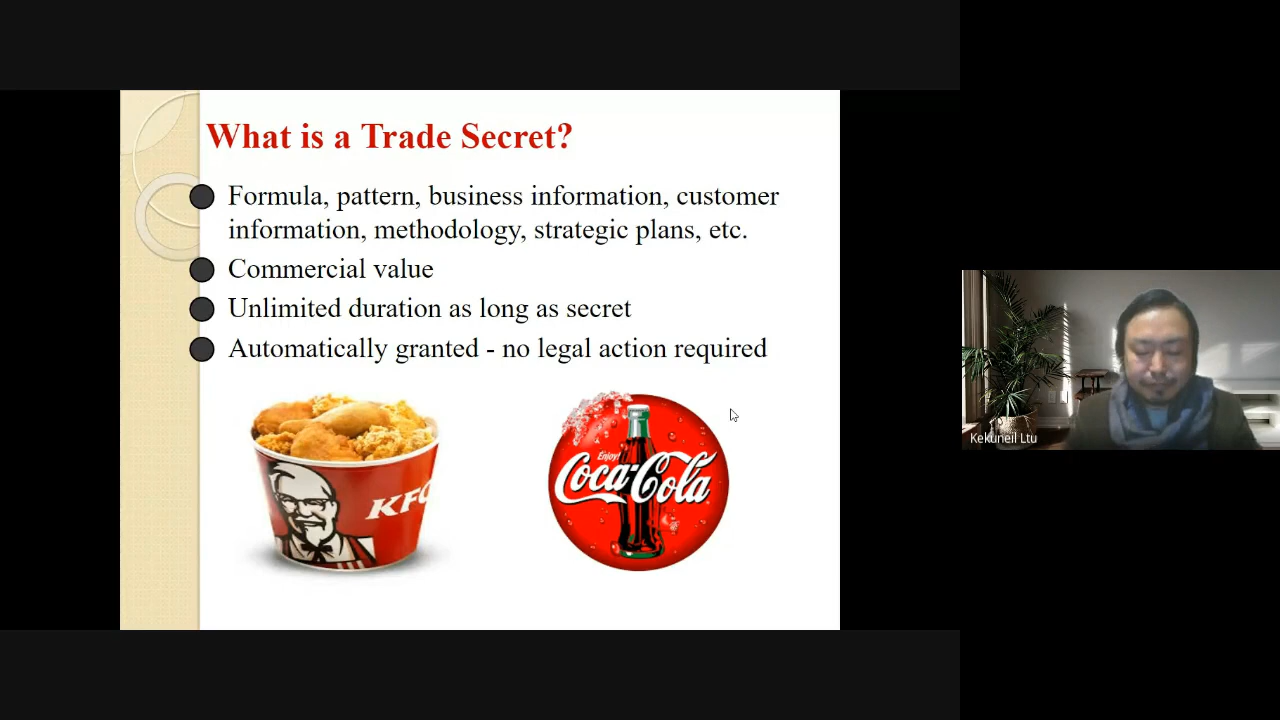 What is a Trade Secret?
Formula, pattern, business information, customer
information, methodology, strategic plans, etc.
Commercial value
Unlimited duration as long as secret
Automatically granted - no legal action required
KFC
Enjoy
Coca-Cola
Kekuneil Ltu